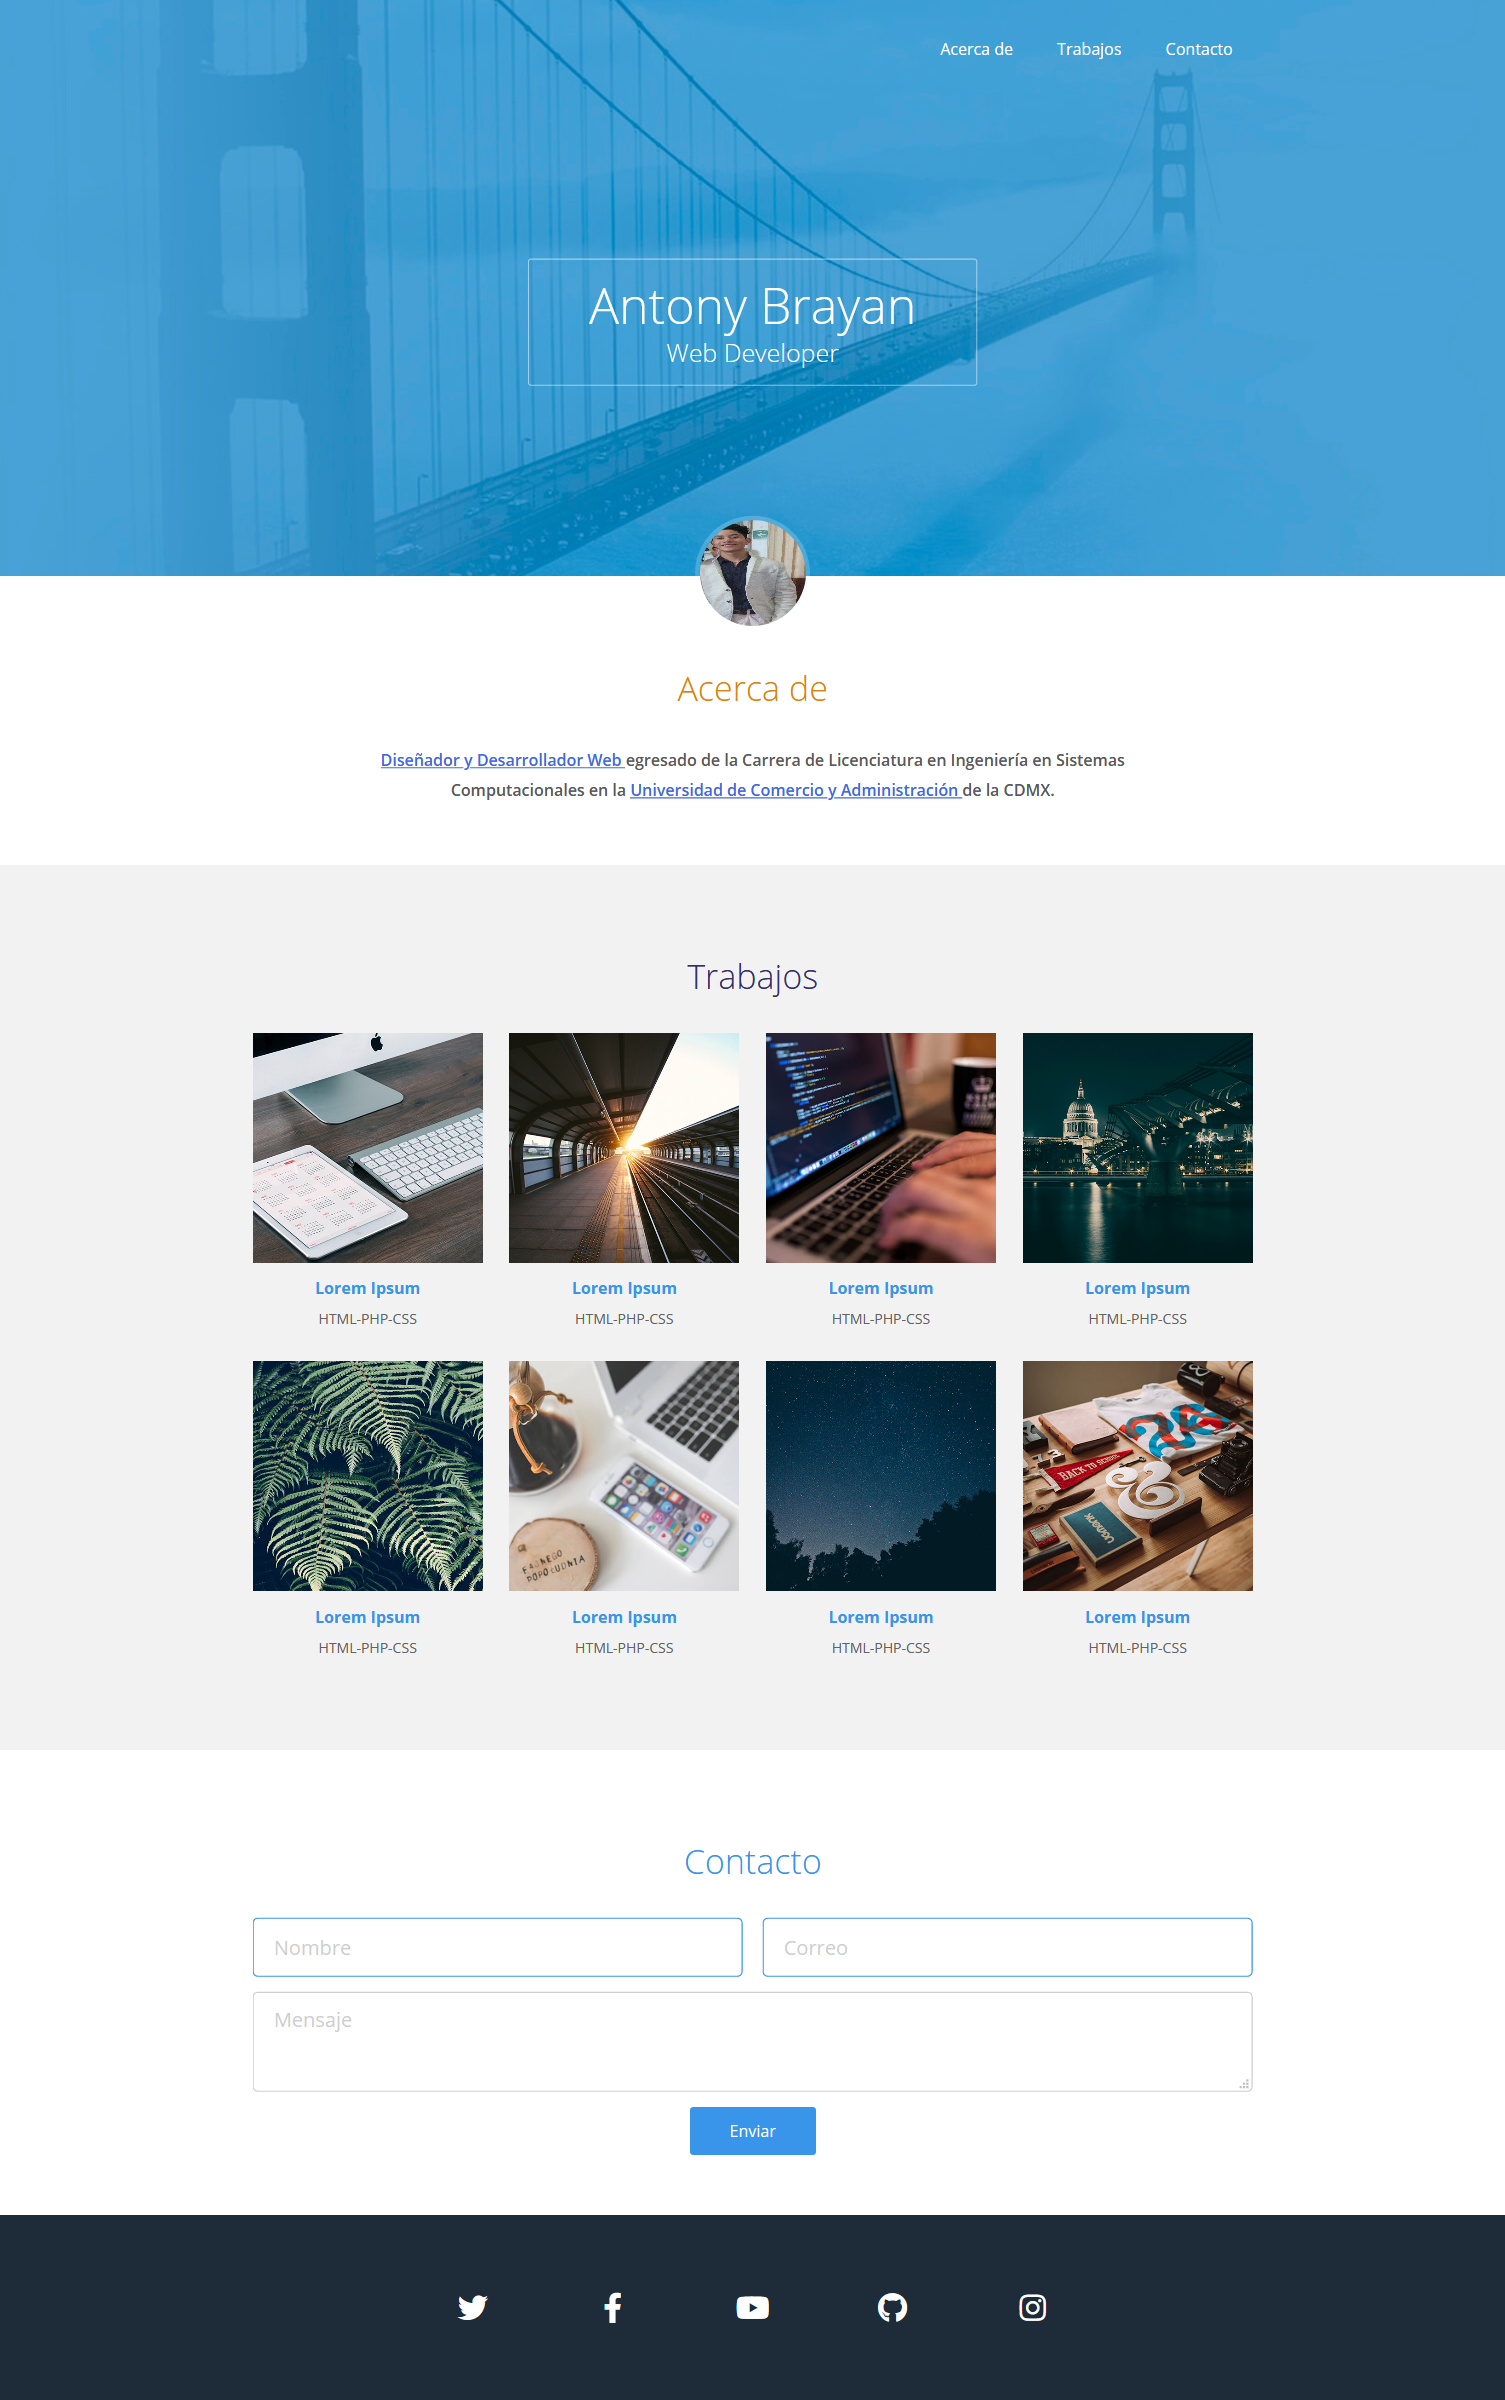 Acerca de Trabajos Contacto
Antony Brayan
Web Developer
Acerca de
Diseñador y Desarrollador Web egresado de la Carrera de Licenciatura en Ingeniería en Sistemas
Computacionales en la Universidad de Comercio y Administración de la CDMX.
Trabajos
Lorem Ipsum Lorem Ipsum Lorem Ipsum Lorem Ipsum
HTML-PHP-CSS HTML-PHP-CSS HTML-PHP-CSS HTML-PHP-CSS
BACK TO SCHOOL
&
POPOŁUDNIA
Lorem Ipsum Lorem Ipsum Lorem Ipsum Lorem Ipsum
HTML-PHP-CSS HTML-PHP-CSS HTML-PHP-CSS HTML-PHP-CSS
Contacto
Nombre Correo
Mensaje
Enviar